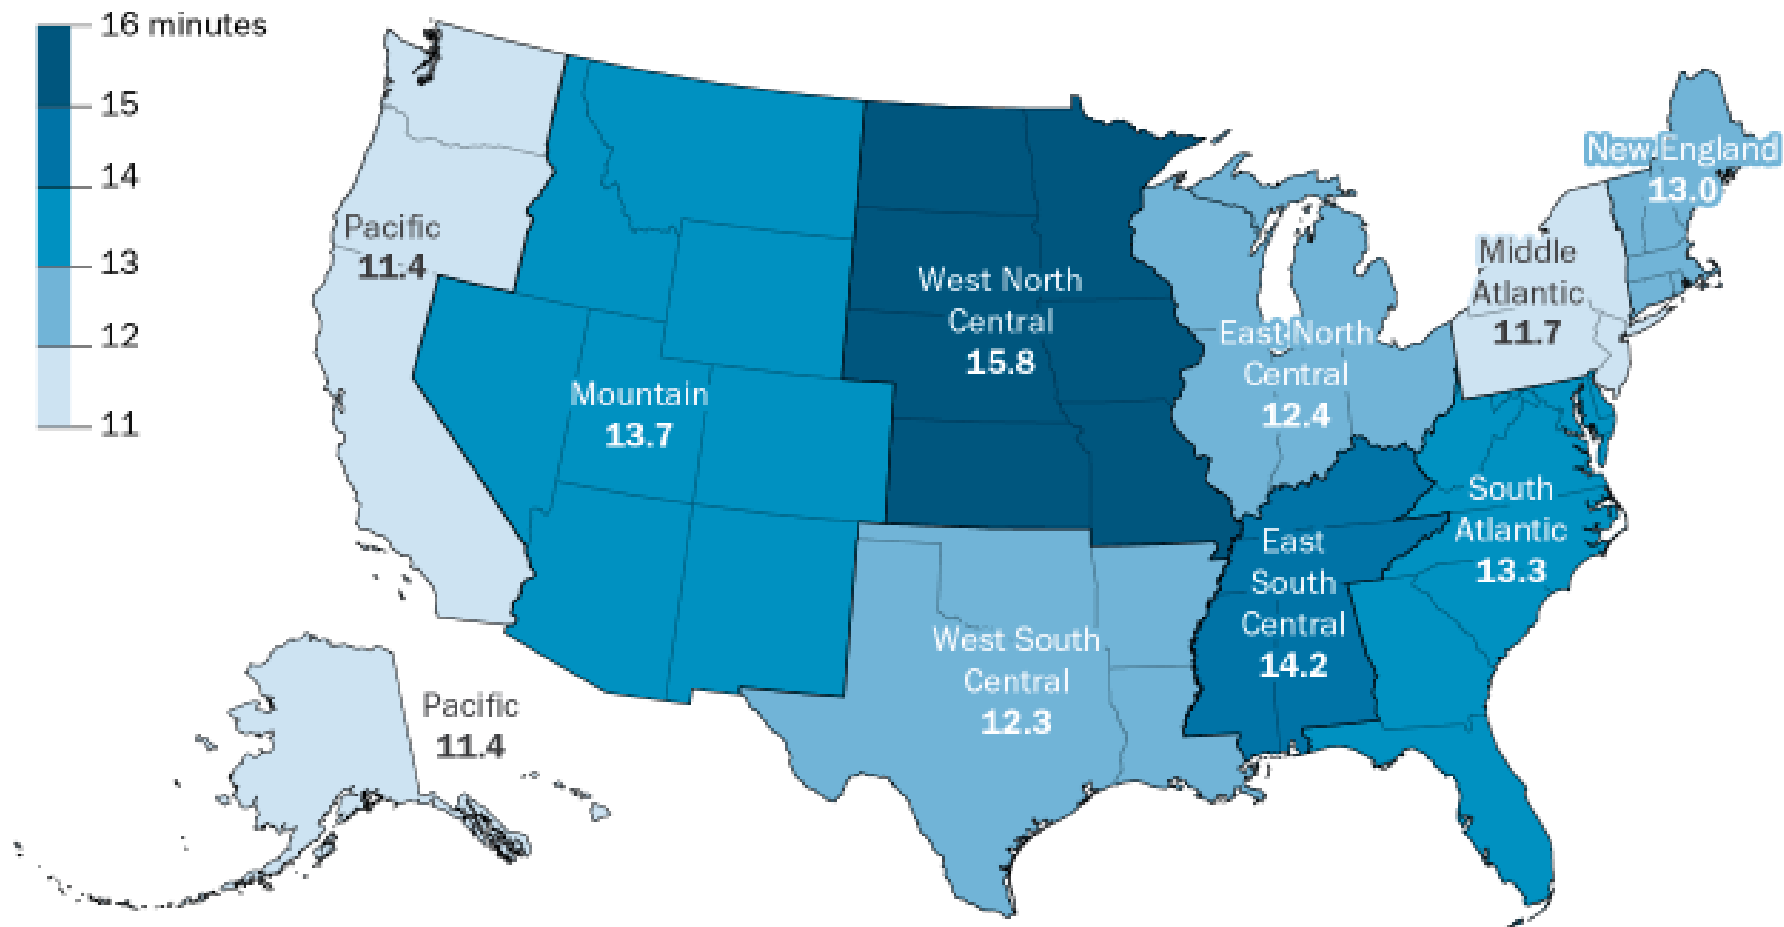 16 minutes
15
14
13
12
11
Pacific
11.4
Mountain
13.7
West North
Central
15.8
East North
Central
12.4
New England
13.0
Middle
Atlantic
11.7
South
Atlantic
13.3
East
South
Central
14.2
West South
Central
12.3
Pacific
11.4